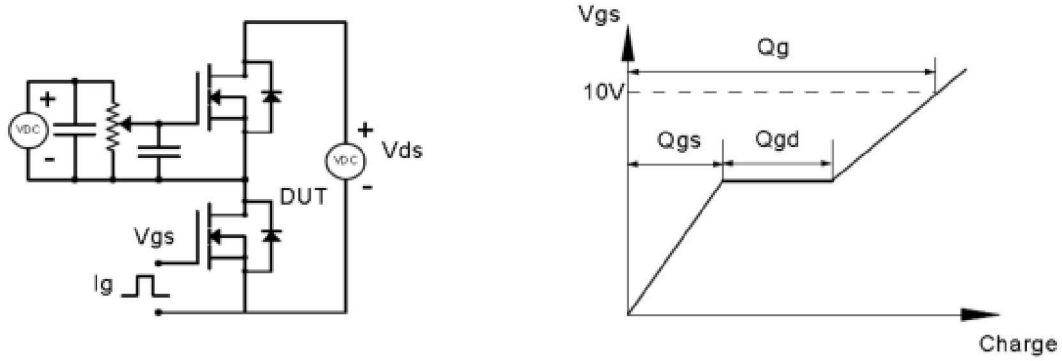 +
VDC
-
+
VDC
-
Vds
DUT
Vgs
Ig
Vgs
Qg
10V
Qgs
Qgd
Charge